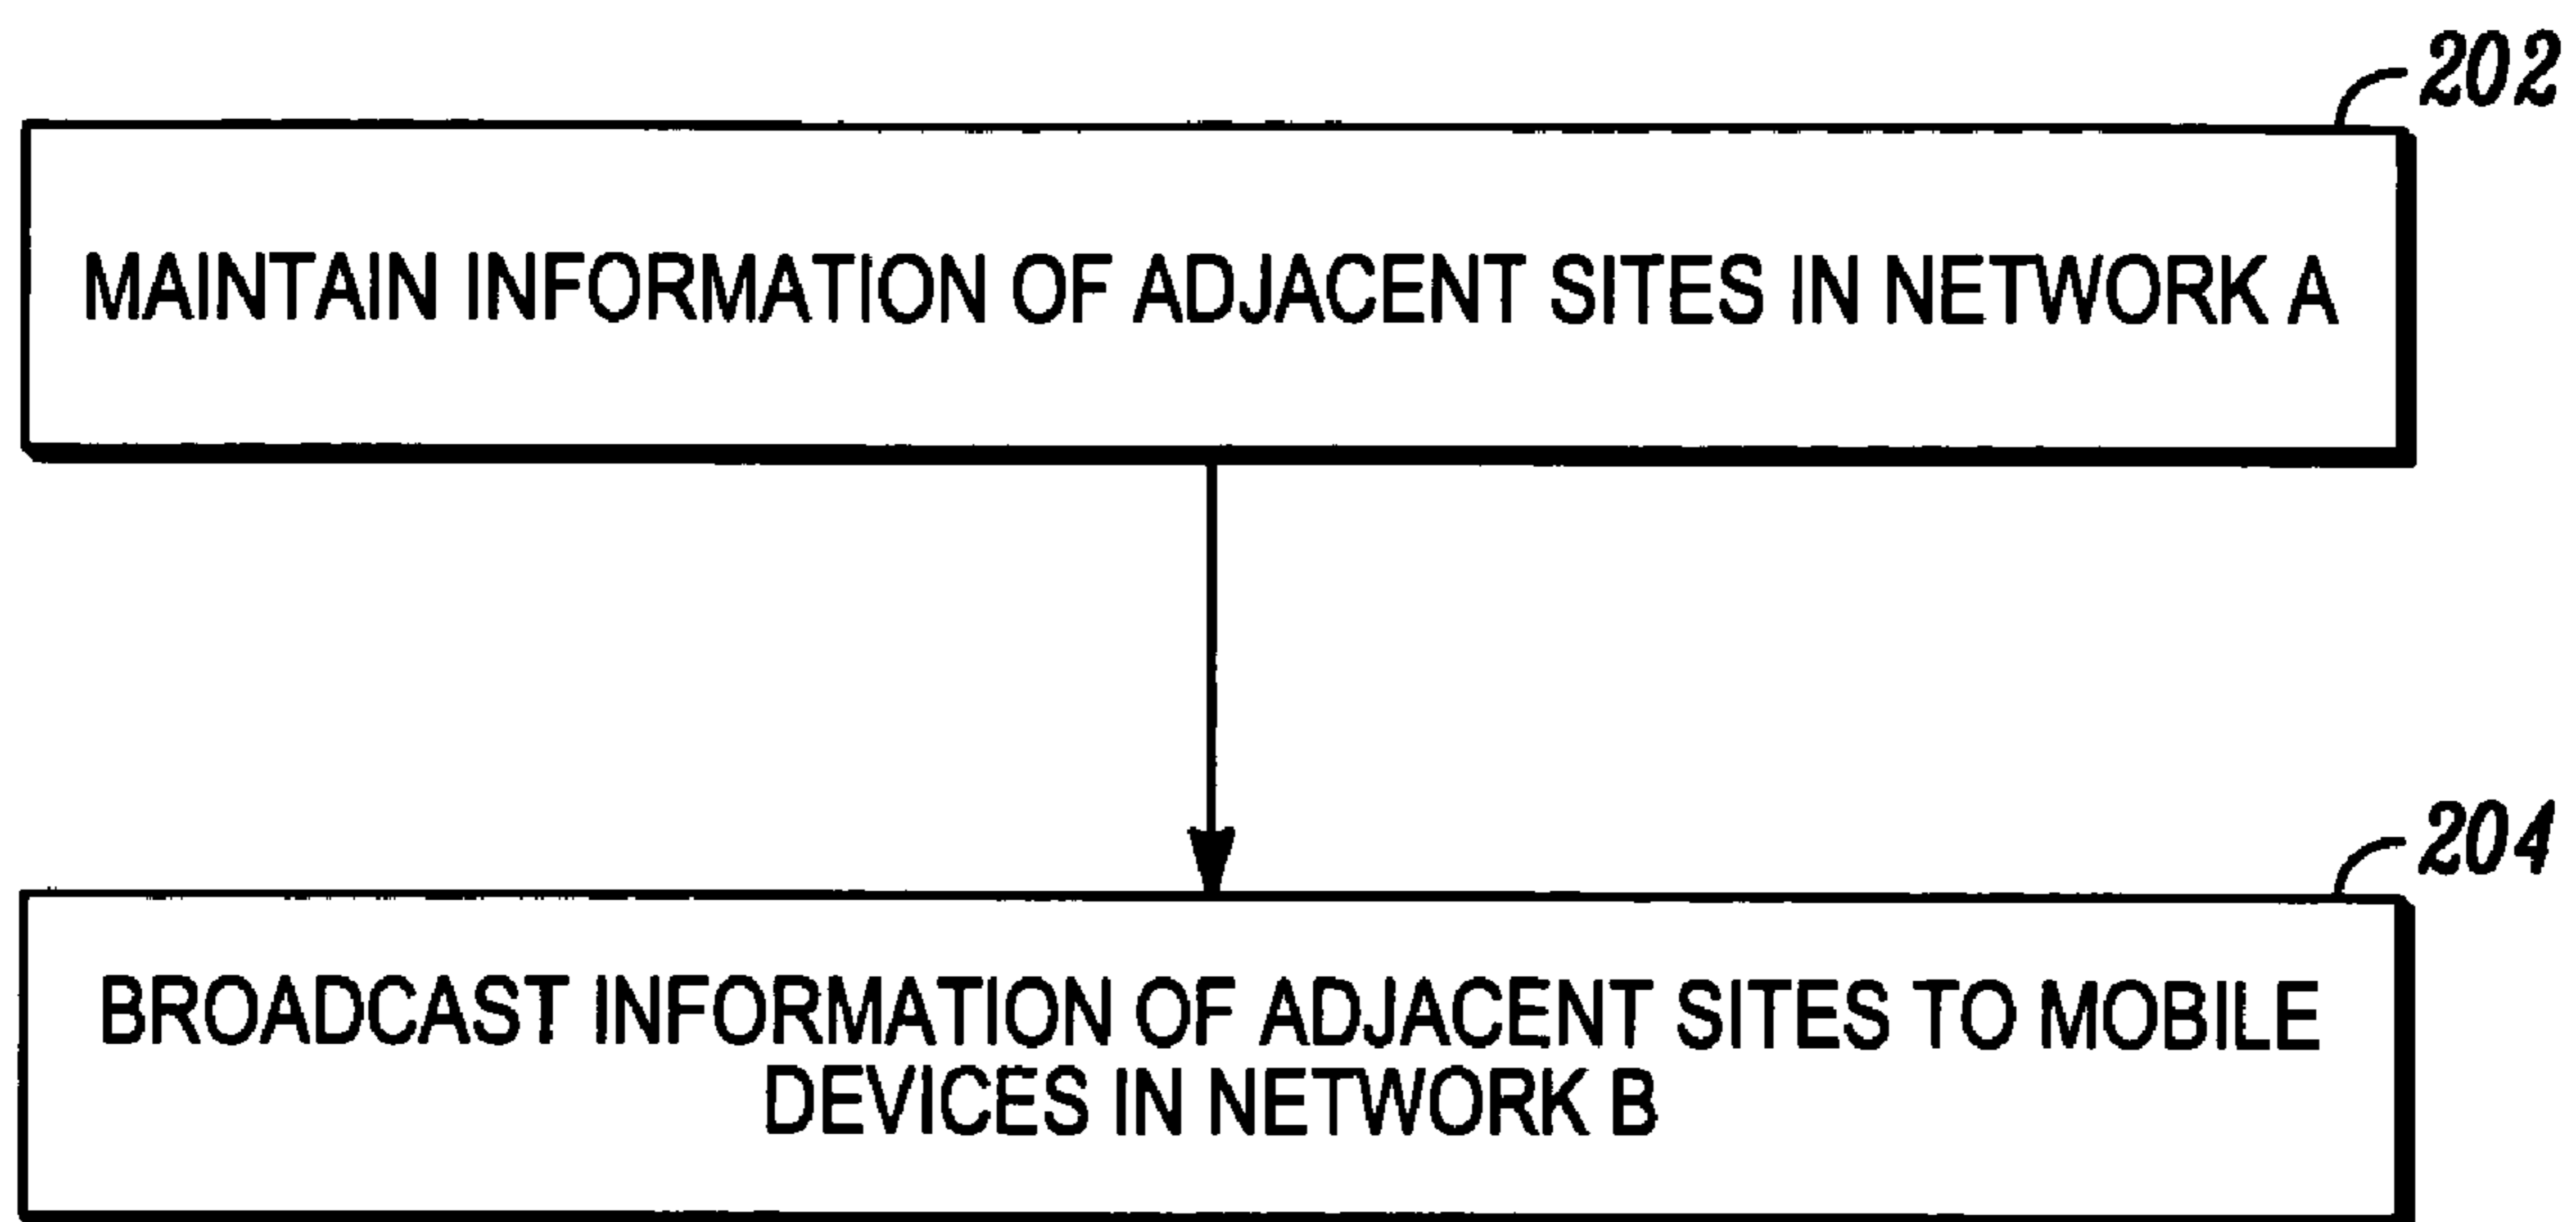 202
MAINTAIN INFORMATION OF ADJACENT SITES IN NETWORK A
204
BROADCAST INFORMATION OF ADJACENT SITES TO MOBILE
DEVICES IN NETWORK B